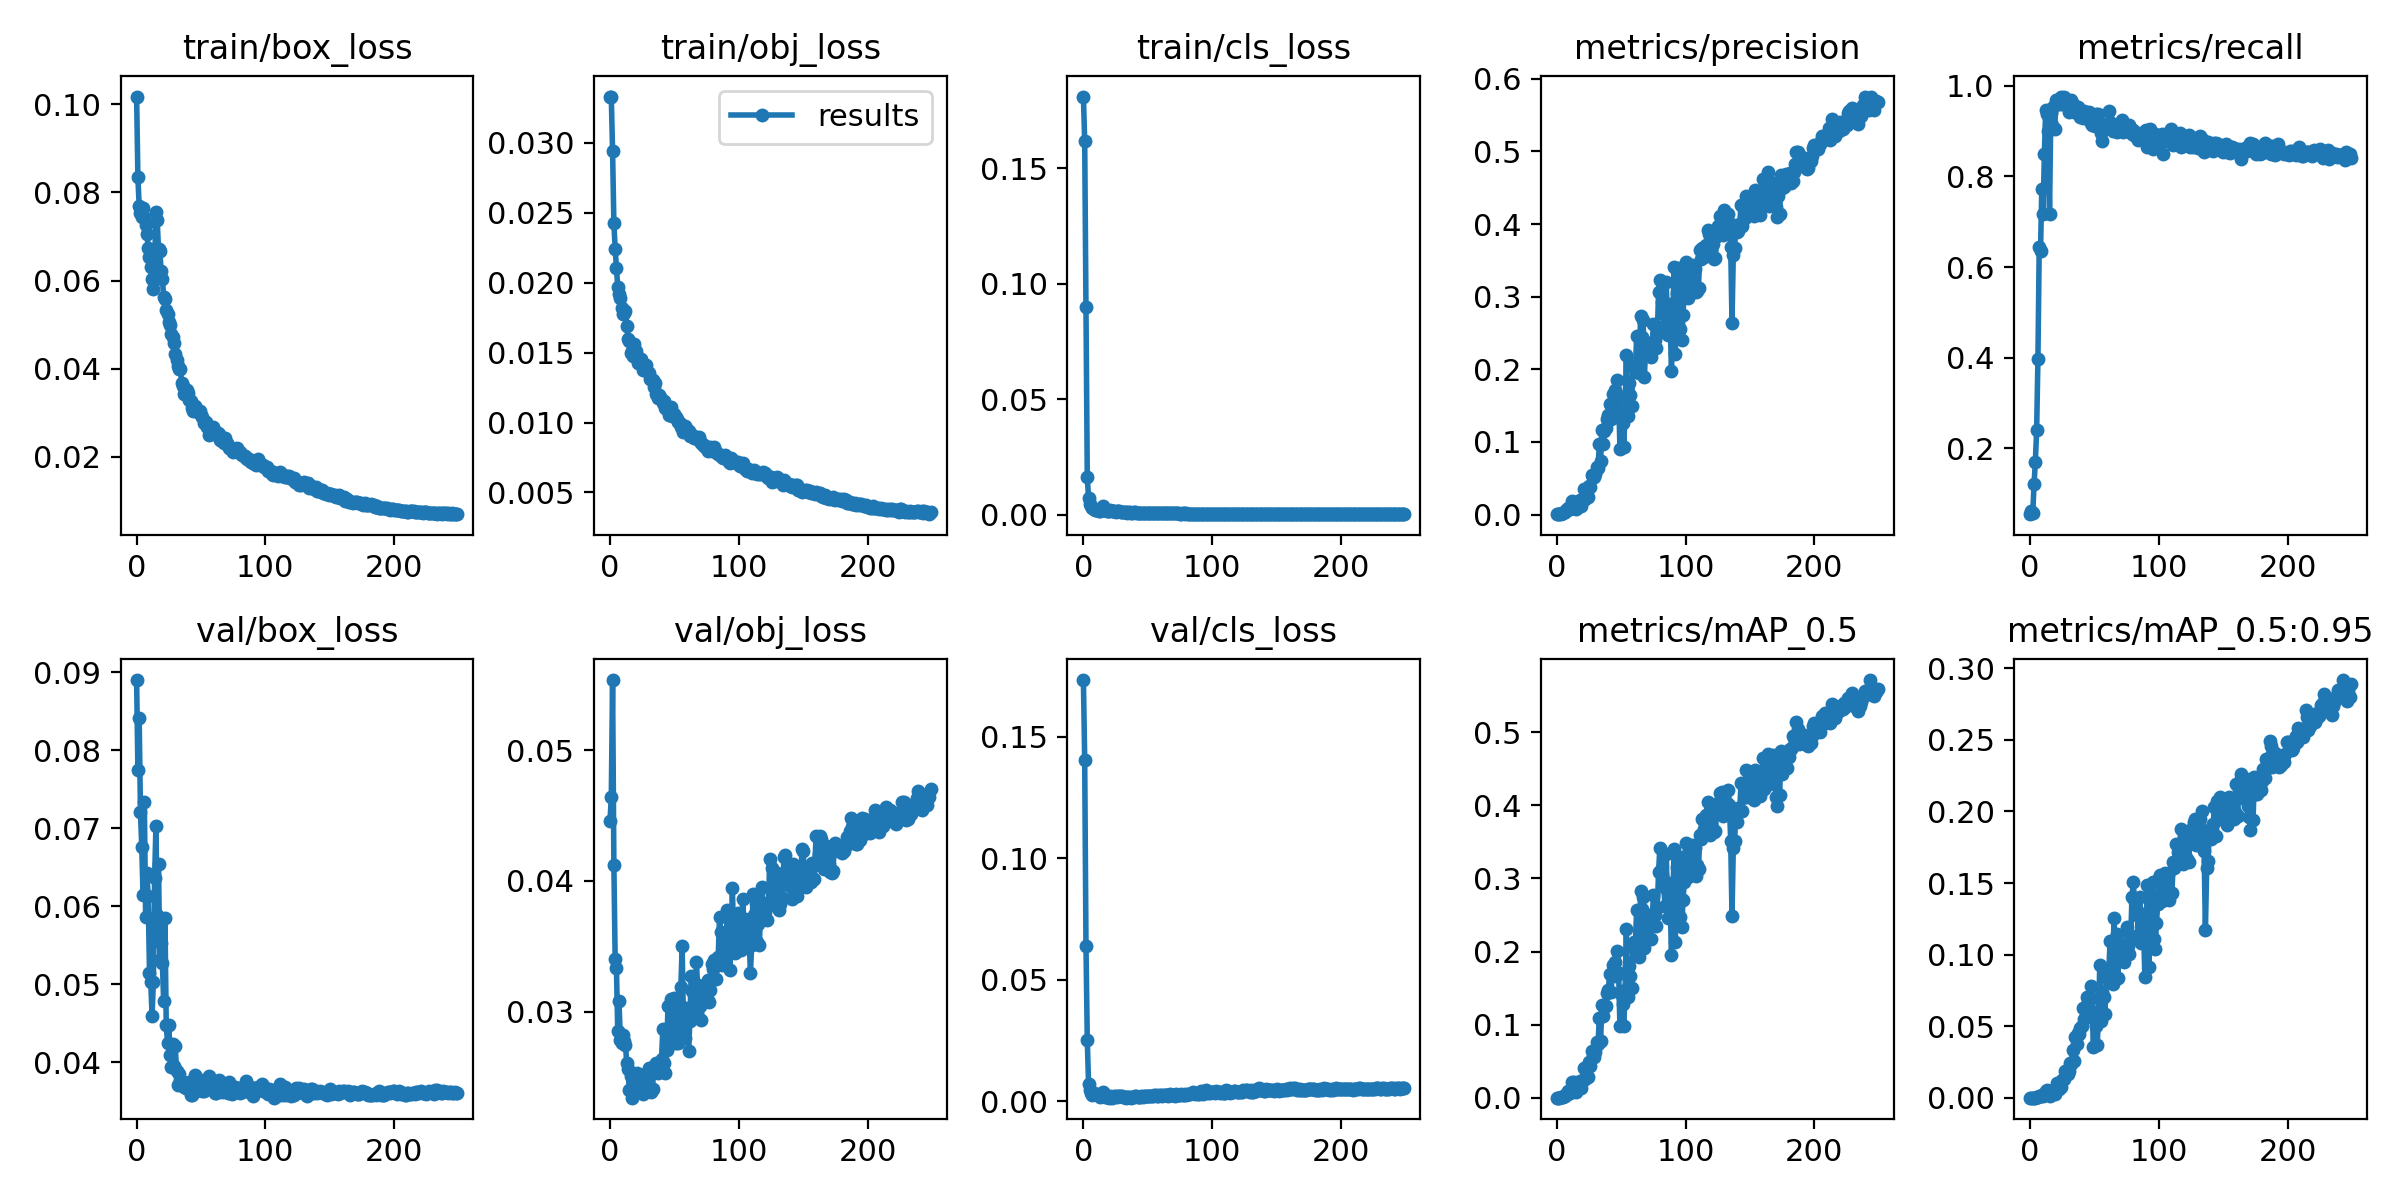 train/box_loss
train/obj_loss
train/cls_loss
metrics/precision
metrics/recall
0.10
0.08
0.06
0.04
0.02
0 100 200
results
0.030
0.025
0.020
0.015
0.010
0.005
0 100 200
0.15
0.10
0.05
0.00
0 100 200
0.6
0.5
0.4
0.3
0.2
0.1
0.0
0 100 200
1.0
0.8
0.6
0.4
0.2
0 100 200
val/box_loss
val/obj_loss
val/cls_loss
metrics/mAP_0.5
metrics/mAP_0.5:0.95
0.09
0.08
0.07
0.06
0.05
0.04
0 100 200
0.05
0.04
0.03
0 100 200
0.15
0.10
0.05
0.00
0 100 200
0.5
0.4
0.3
0.2
0.1
0.0
0 100 200
0.30
0.25
0.20
0.15
0.10
0.05
0.00
0 100 200